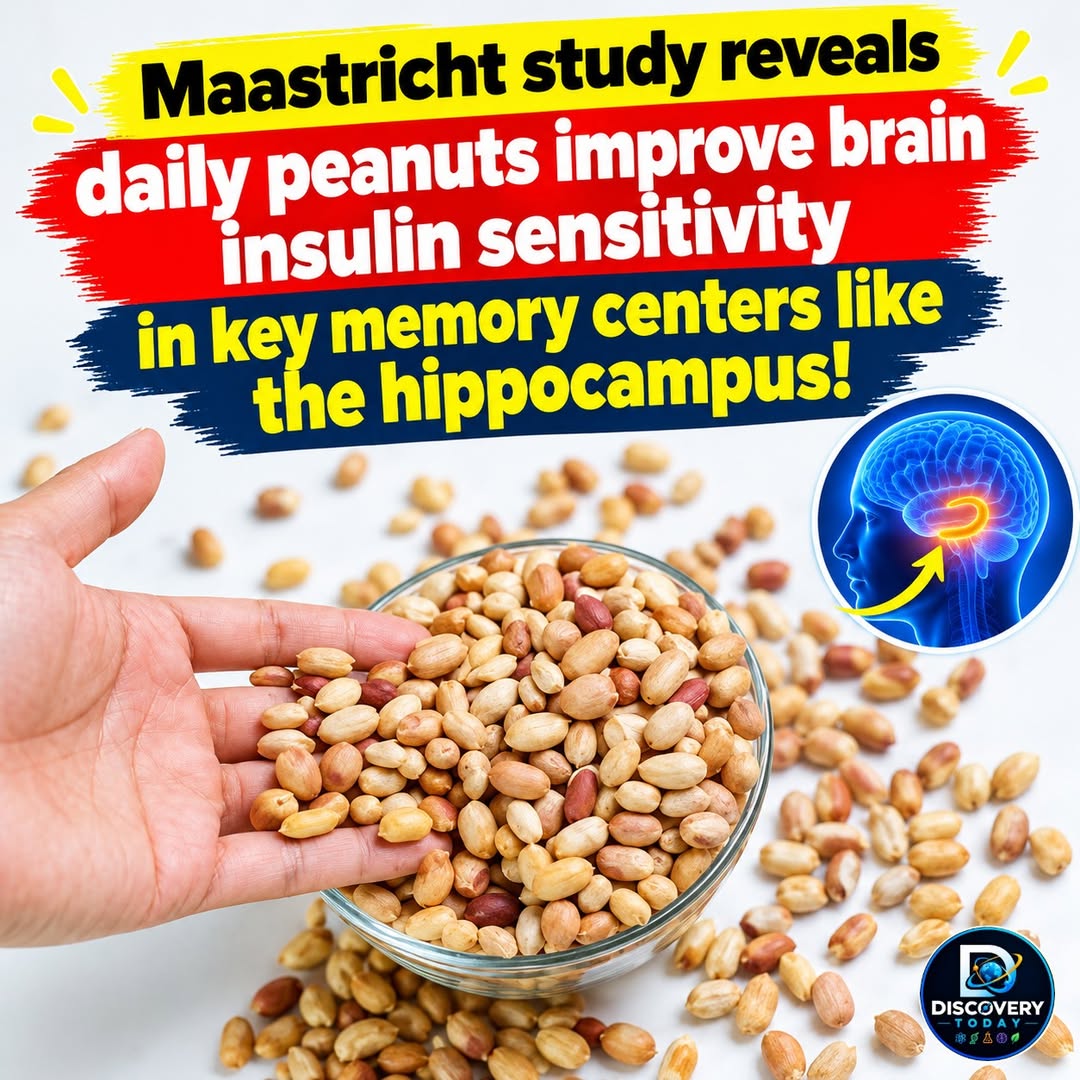 Maastricht study reveals
daily peanuts improve brain
insulin sensitivity
in key memory centers like
the hippocampus!
D
DISCOVERY
TODAY